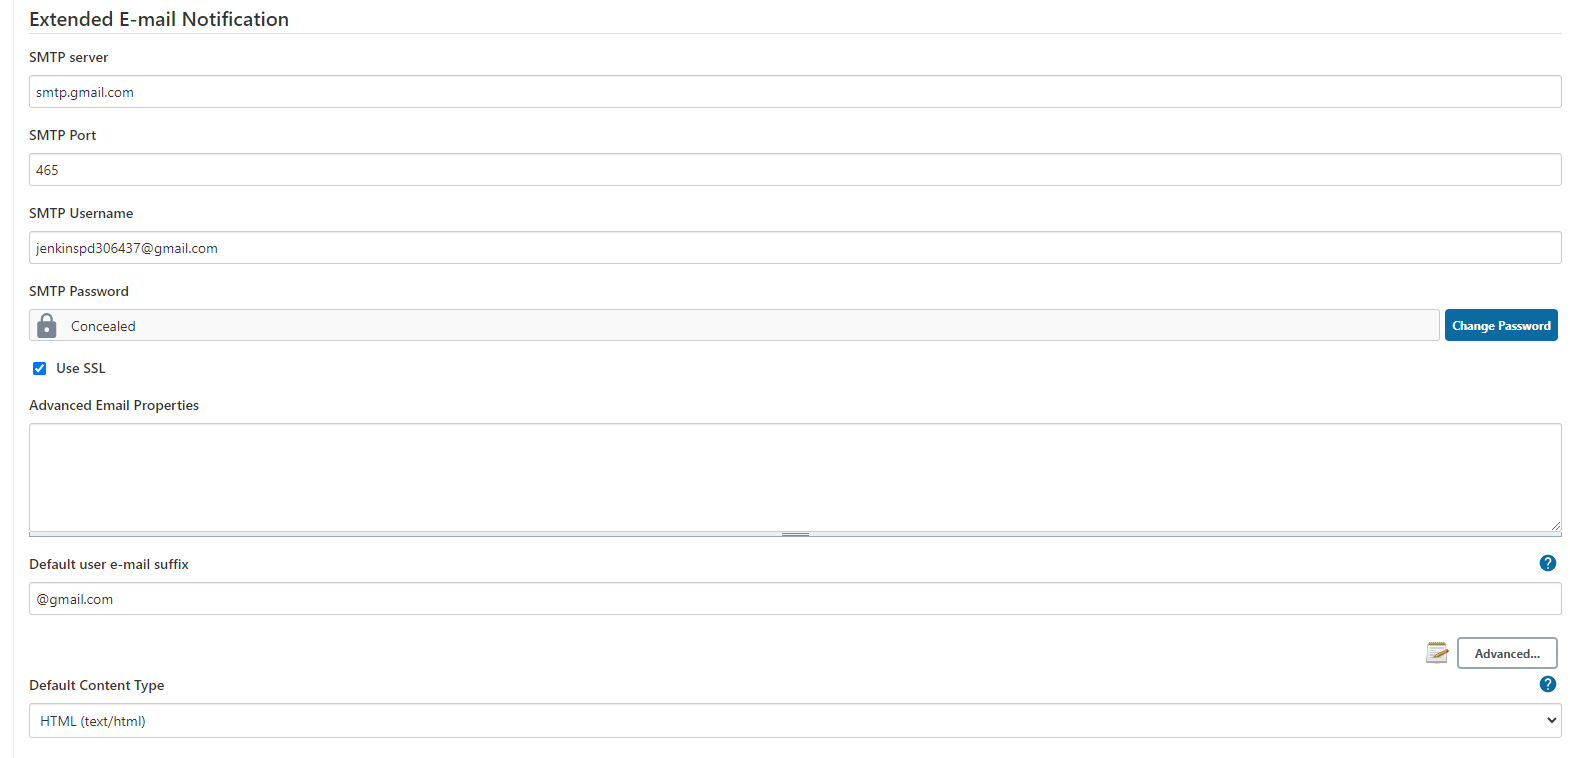 Extended E-mail Notification
SMTP server
smtp.gmail.com
SMTP Port
465
SMTP Username
jenkinspd306437@gmail.com
SMTP Password
Concealed
Change Password
Use SSL
Advanced Email Properties
Default user e-mail suffix
?
@gmail.com
Advanced...
Default Content Type
?
HTML (text/html)